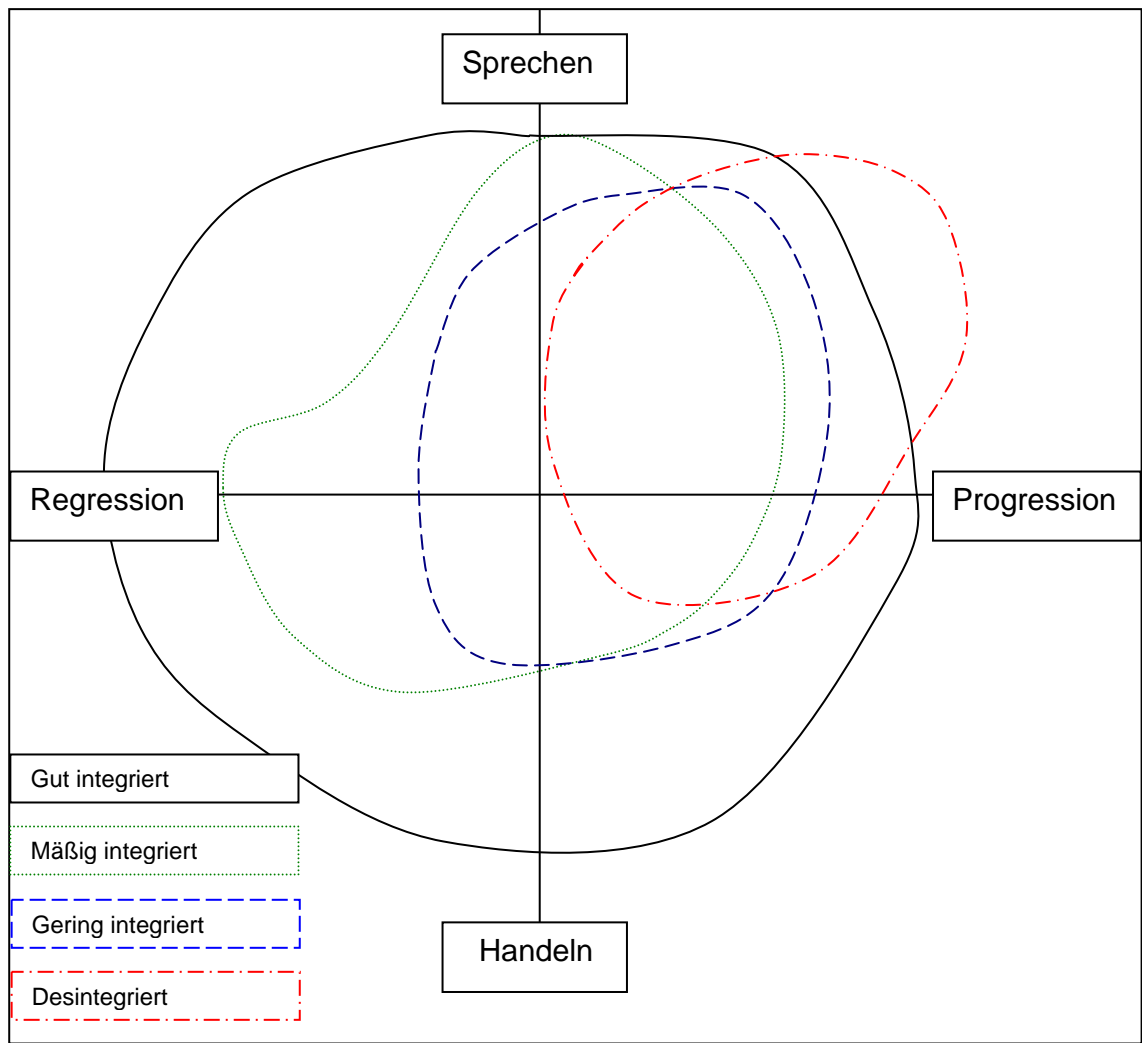 Sprechen
Regression
Progression
Gut integriert
Mäßig integriert
Gering integriert
Handeln
Desintegriert